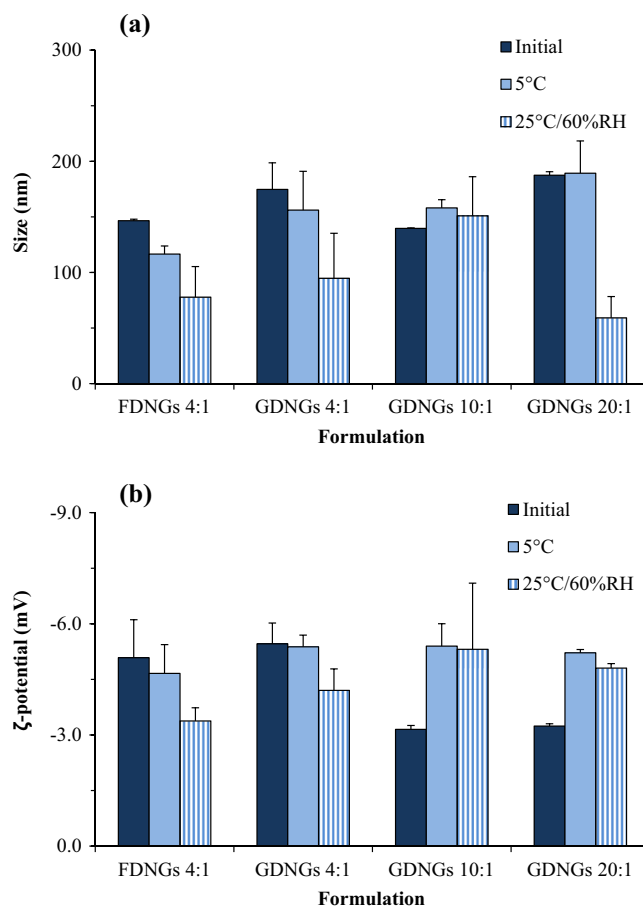 (a)
Initial
5°C
25°C/60%RH
300
200
100
0
Size (nm)
FDNGs 4:1 GDNGs 4:1 GDNGs 10:1 GDNGs 20:1
Formulation
(b)
Initial
5°C
25°C/60%RH
-9.0
-6.0
-3.0
0.0
ζ-potential (mV)
FDNGs 4:1 GDNGs 4:1 GDNGs 10:1 GDNGs 20:1
Formulation